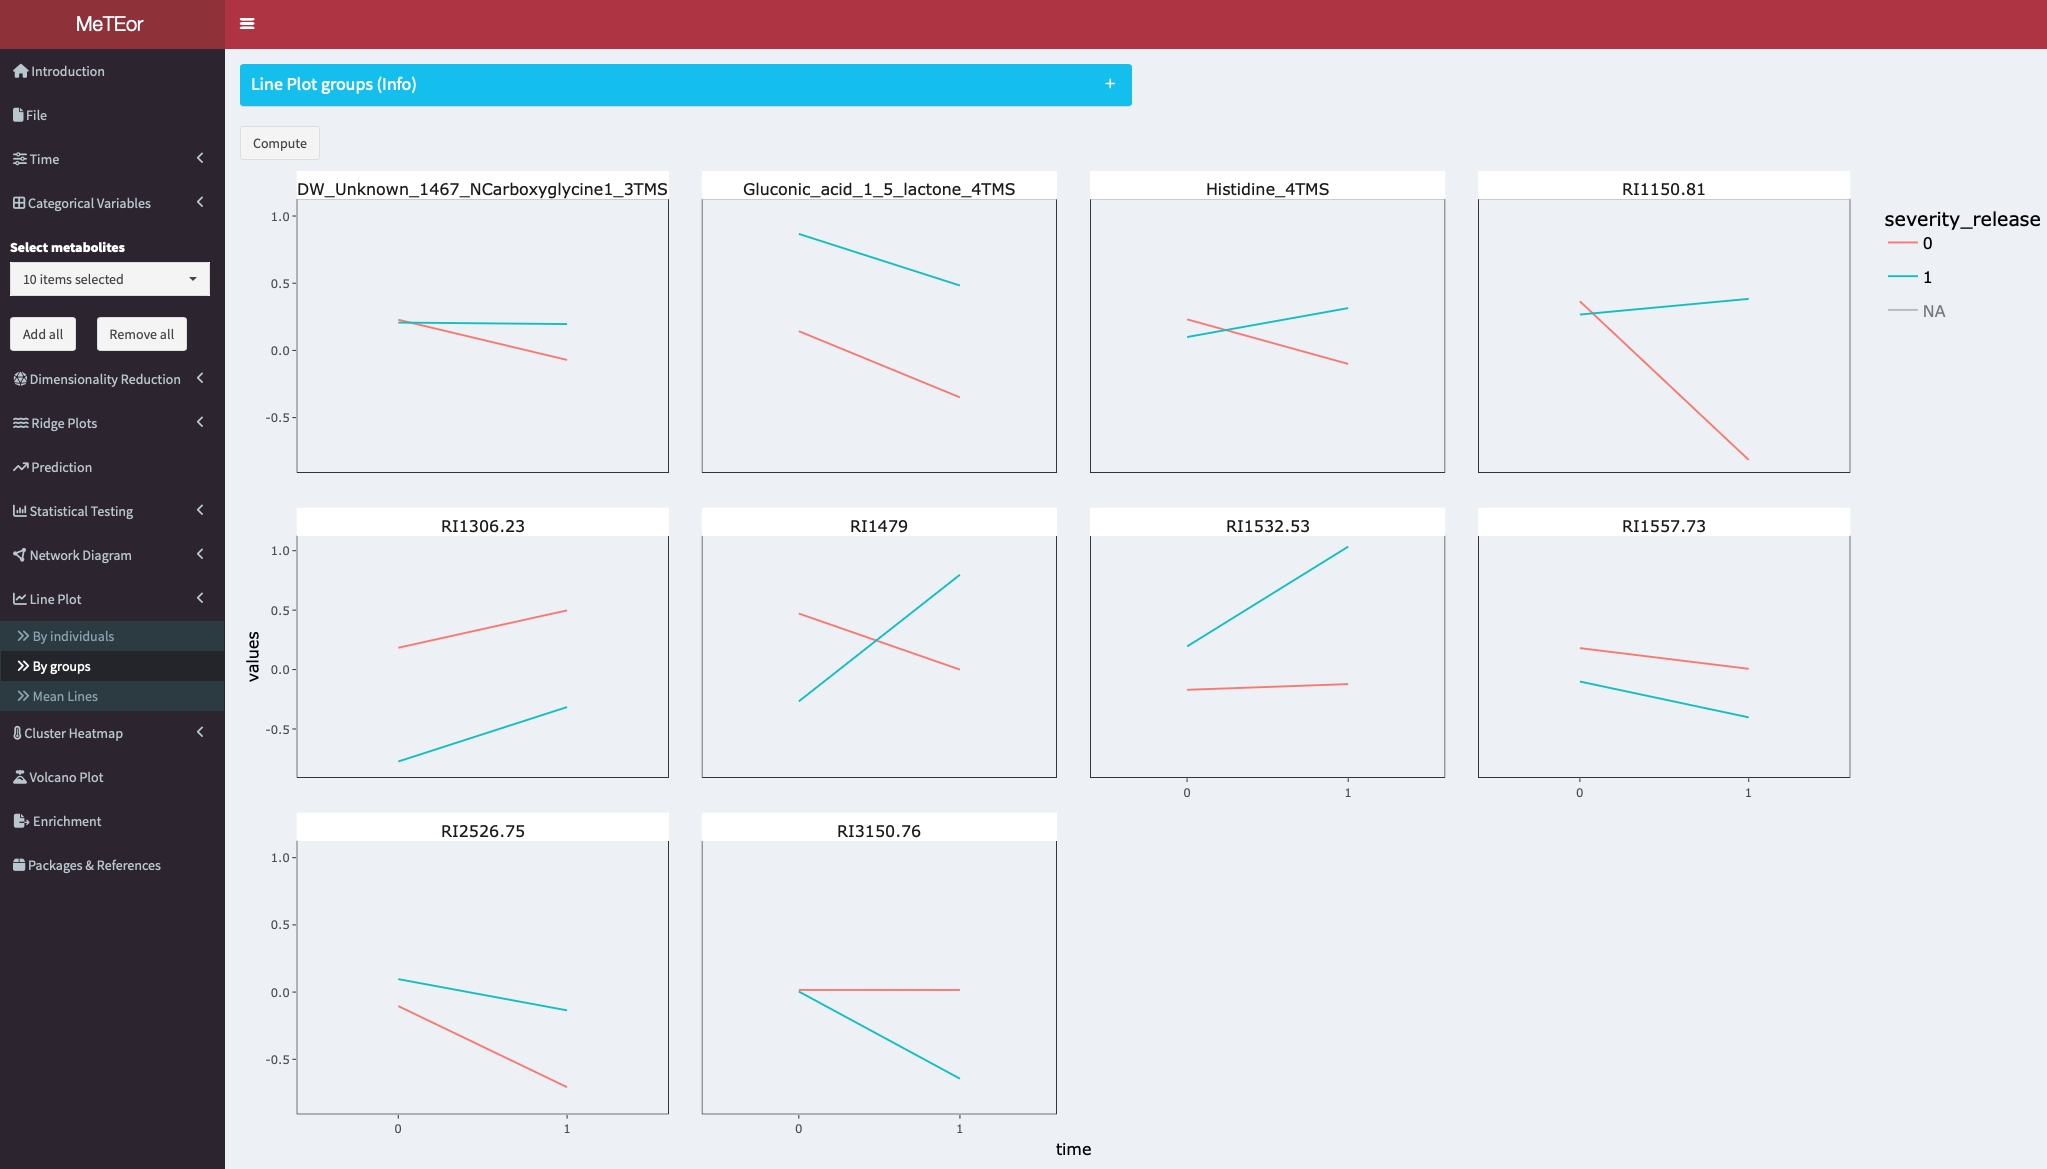 MeTEor
Introduction
File
Time
Categorical Variables
Select metabolites
10 items selected
Add all
Remove all
Dimensionality Reduction
Ridge Plots
Prediction
Statistical Testing
Network Diagram
Line Plot
By individuals
By groups
Mean Lines
Cluster Heatmap
Volcano Plot
Enrichment
Packages & References
Line Plot groups (Info)
+
Compute
DW_Unknown_1467_NCarboxyglycine1_3TMS
Gluconic_acid_1_5_lactone_4TMS
Histidine_4TMS
RI1150.81
1.0
0.5
0.0
-0.5
severity_release
0
1
NA
RI1306.23
RI1479
RI1532.53
RI1557.73
1.0
0.5
0.0
-0.5
values
0
1
0
1
RI2526.75
RI3150.76
1.0
0.5
0.0
-0.5
0
1
0
1
time